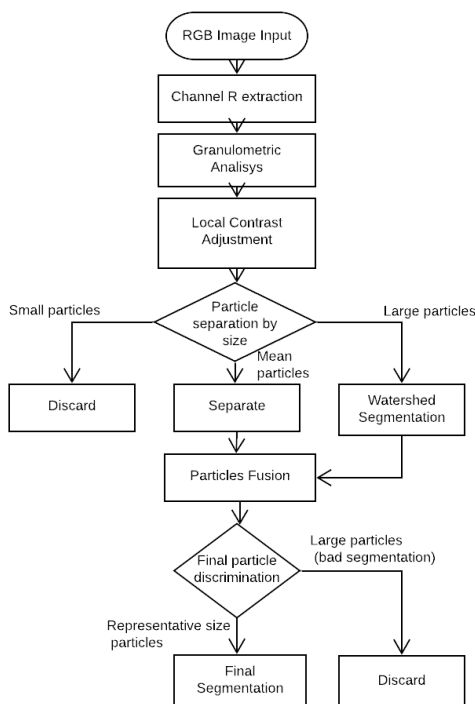 RGB Image Input
Channel R extraction
Granulometric
Analisys
Local Contrast
Adjustment
Particle
separation by
size
Small particles
Large particles
Mean
particles
Discard
Separate
Watershed
Segmentation
Particles Fusion
Final particle
discrimination
Large particles
(bad segmentation)
Representative size
particles
Final
Segmentation
Discard